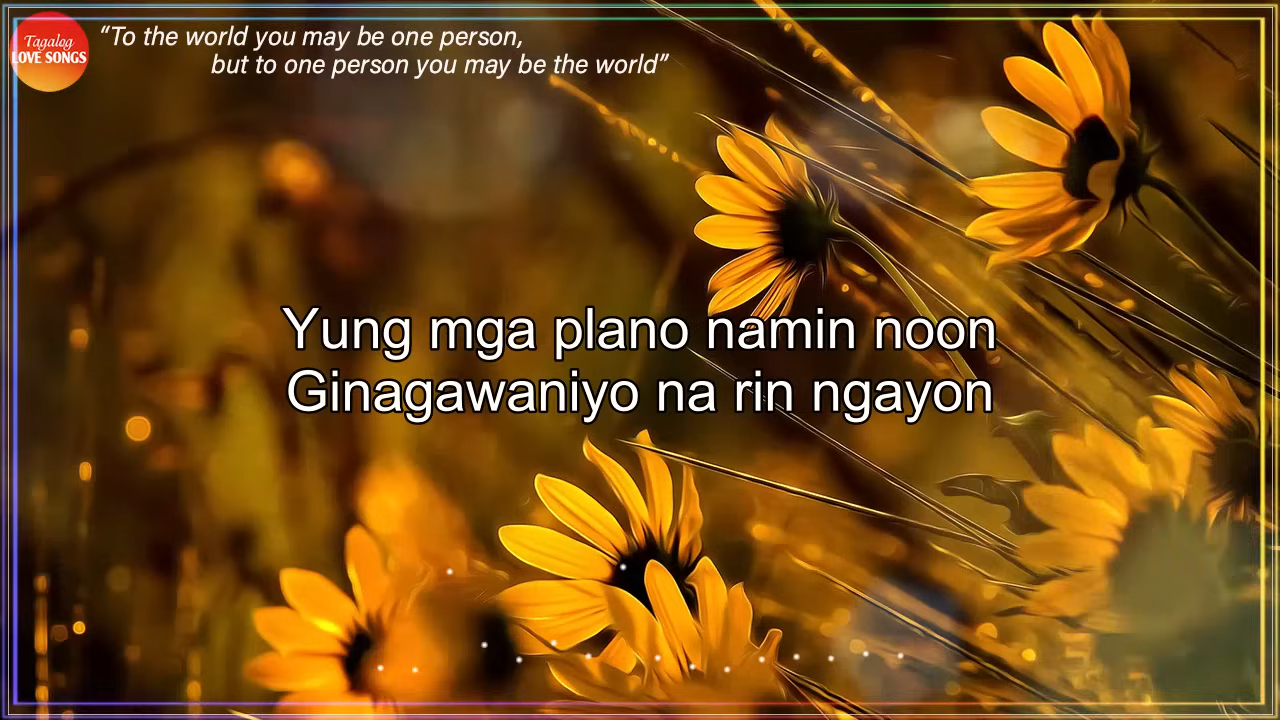 Tagalog
LOVE SONGS
“To the world you may be one person,
but to one person you may be the world”
Yung mga plano namin noon
Ginagawaniyo na rin ngayon